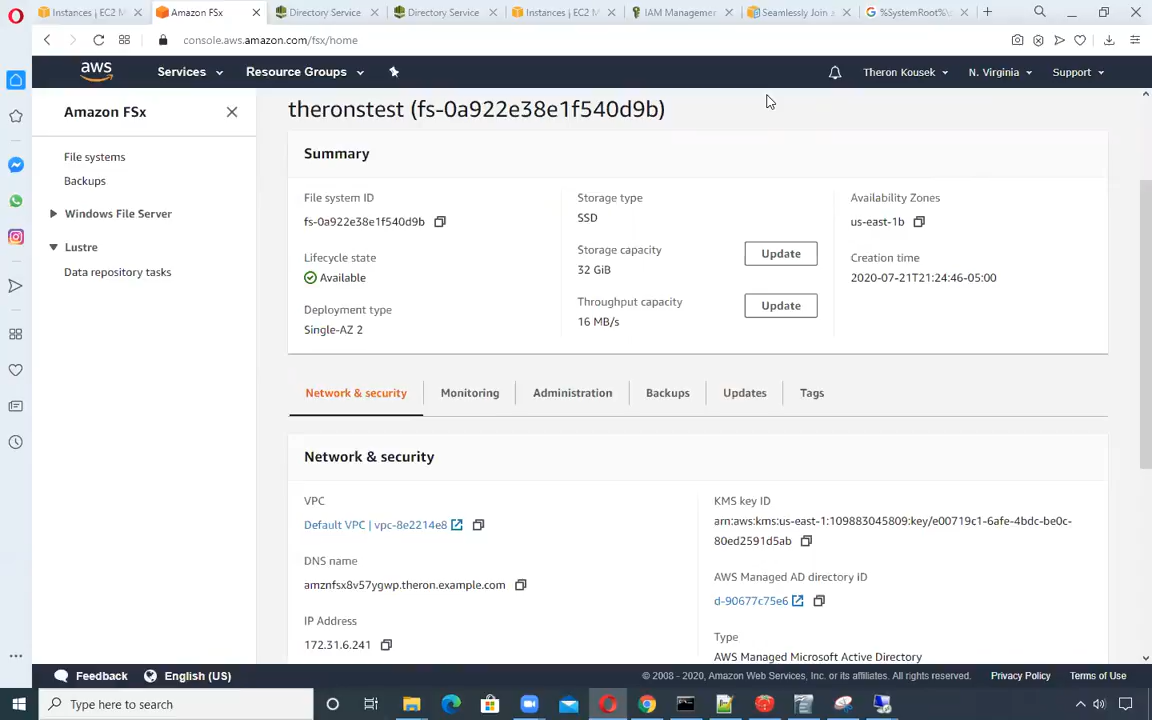 Instances | EC2 M
Amazon FSx
Directory Service
Directory Service
Instances | EC2 M
IAM Manageme
Seamlessly Join
%SystemRoot%\
console.aws.amazon.com/fsx/home
aws
Services
Resource Groups
Theron Kousek
N. Virginia
Support
Amazon FSx
File systems
Backups
Windows File Server
Lustre
Data repository tasks
theronstest (fs-0a922e38e1f540d9b)
Summary
File system ID
fs-0a922e38e1f540d9b
Lifecycle state
Available
Deployment type
Single-AZ 2
Storage type
SSD
Storage capacity
32 GiB
Update
Throughput capacity
16 MB/s
Update
Availability Zones
us-east-1b
Creation time
2020-07-21T21:24:46-05:00
Network & security
Monitoring
Administration
Backups
Updates
Tags
Network & security
VPC
Default VPC | vpc-8e2214e8
DNS name
amznfsx8v57ygwp.theron.example.com
IP Address
172.31.6.241
KMS key ID
arn:aws:kms:us-east-1:109883045809:key/e00719c1-6afe-4bdc-be0c-
80ed2591d5ab
AWS Managed AD directory ID
d-90677c75e6
Type
AWS Managed Microsoft Active Directory
Feedback
English (US)
© 2008 - 2020, Amazon Web Services, Inc. or its affiliates. All rights reserved.
Privacy Policy
Terms of Use
Type here to search